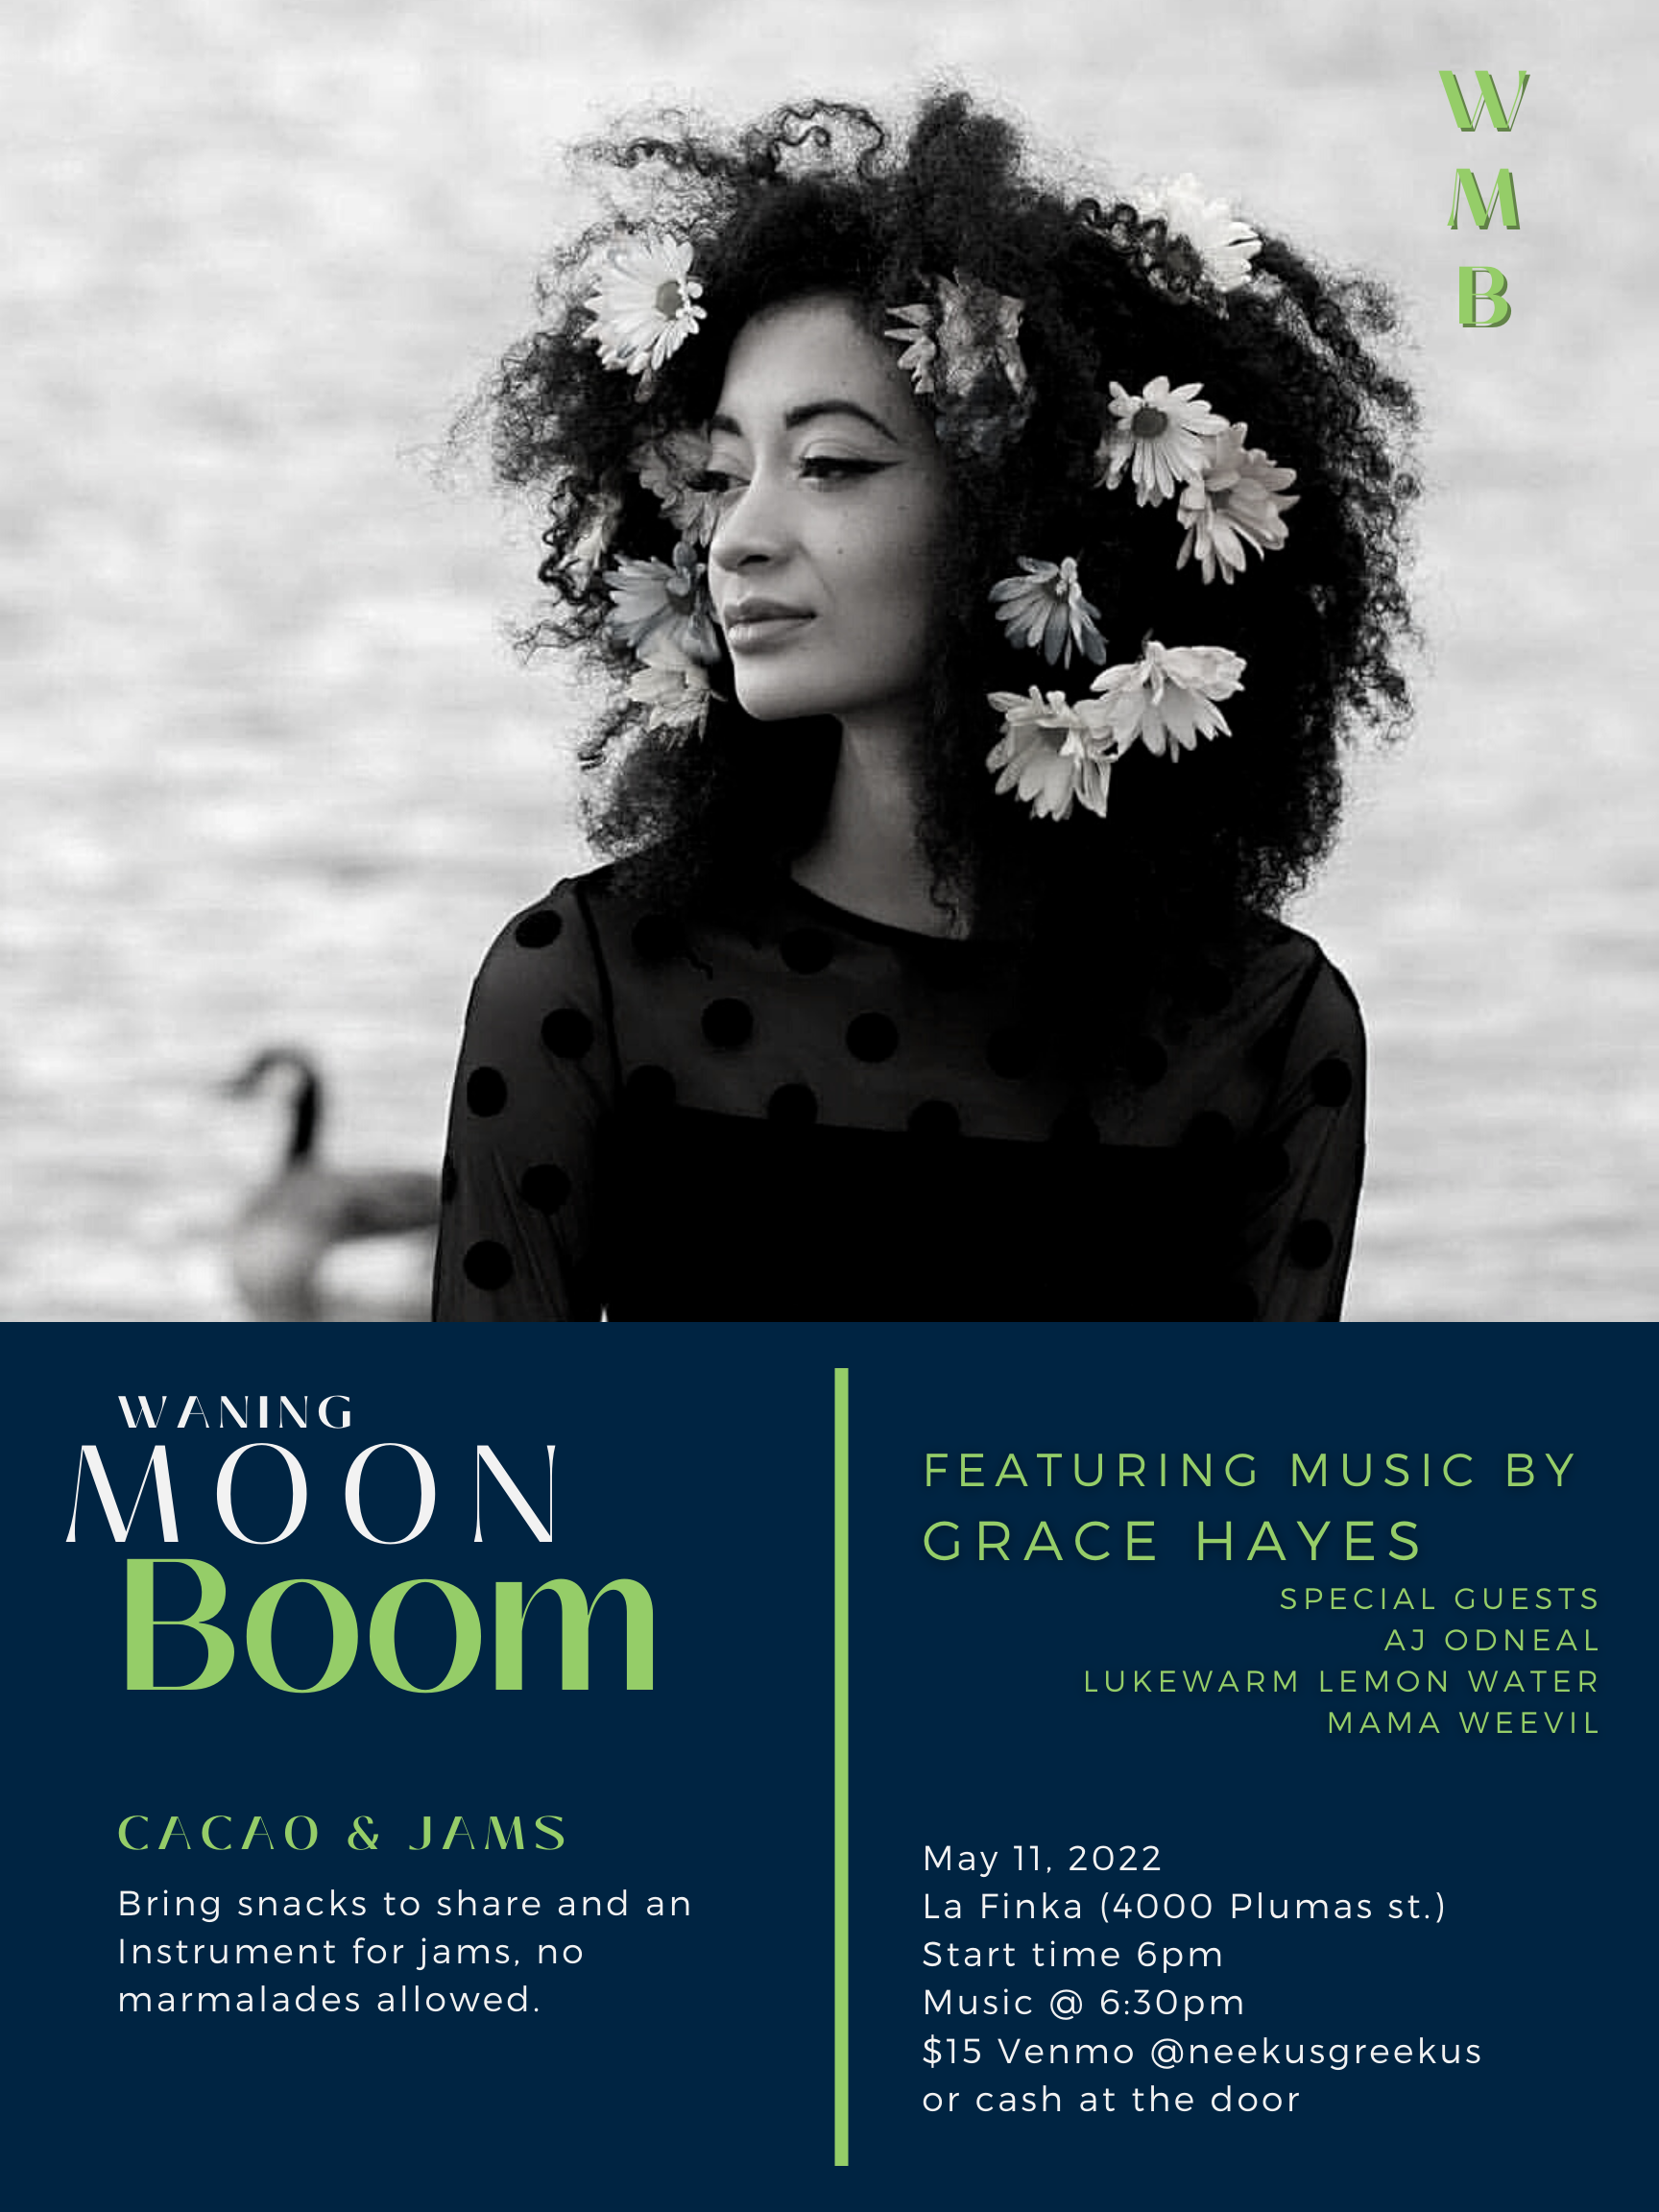 W
M
B
WANING
MOON
Boom
CACAO & JAMS
Bring snacks to share and an
Instrument for jams, no
marmalades allowed.
FEATURING MUSIC BY
GRACE HAYES
SPECIAL GUESTS
AJ ODNEAL
LUKEWARM LEMON WATER
MAMA WEEVIL
May 11, 2022
La Finka (4000 Plumas st.)
Start time 6pm
Music @ 6:30pm
$15 Venmo @neekusgreekus
or cash at the door